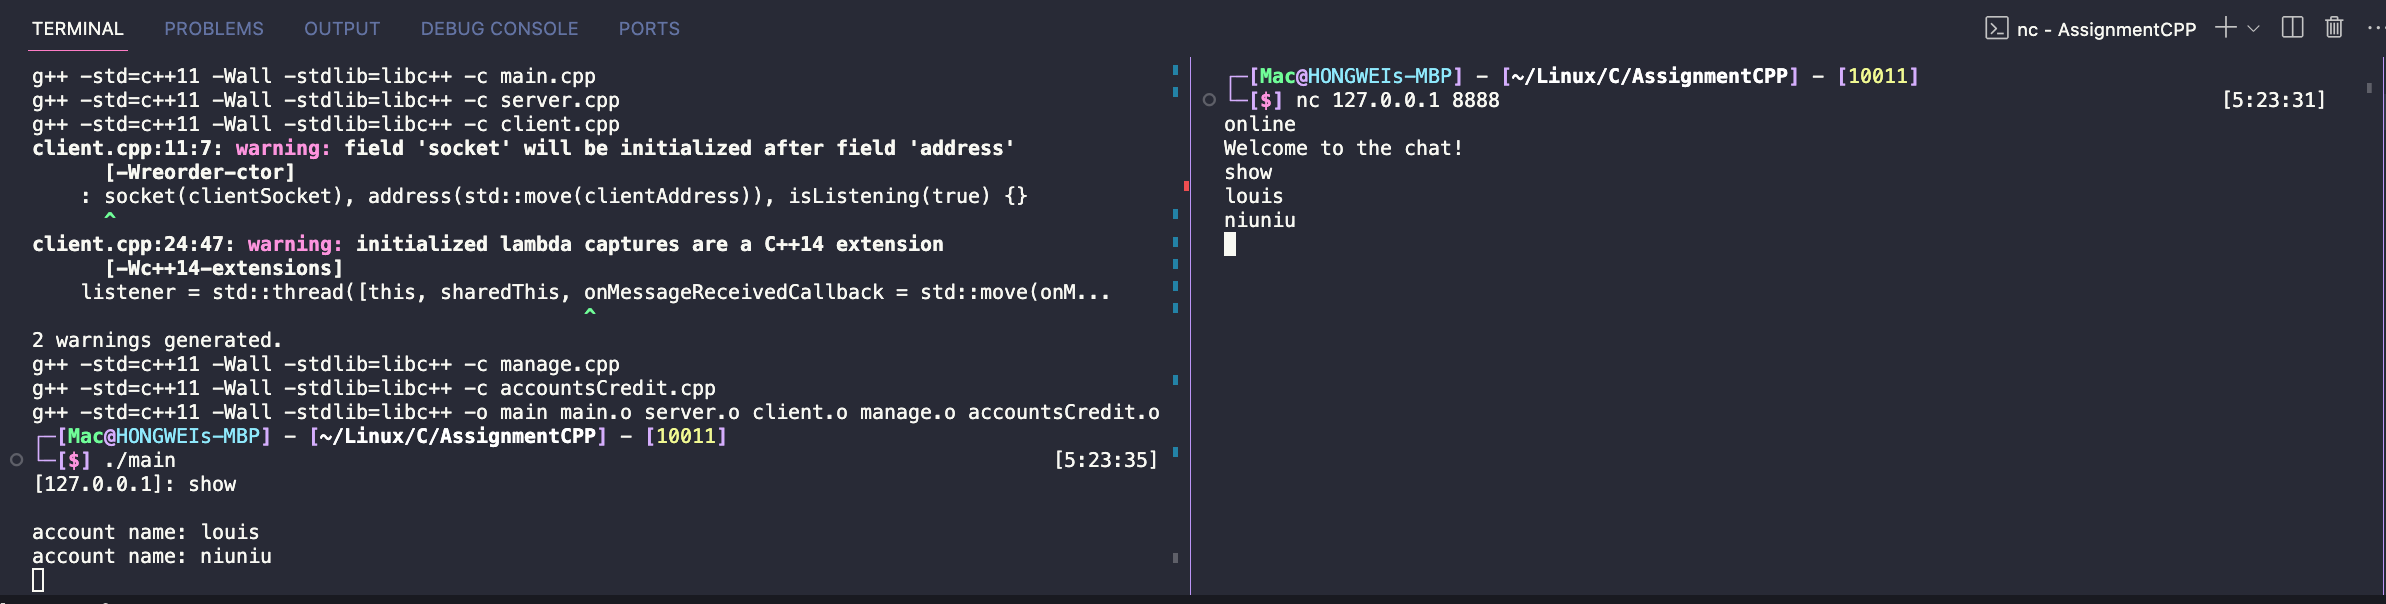 TERMINAL PROBLEMS OUTPUT DEBUG CONSOLE PORTS
nc - AssignmentCPP
g++ -std=c++11 -Wall -stdlib=libc++ -c main.cpp
g++ -std=c++11 -Wall -stdlib=libc++ -c server.cpp
g++ -std=c++11 -Wall -stdlib=libc++ -c client.cpp
client.cpp:11:7: warning: field 'socket' will be initialized after field 'address'
[-Wreorder-ctor]
: socket(clientSocket), address(std::move(clientAddress)), isListening(true) {}
^
client.cpp:24:47: warning: initialized lambda captures are a C++14 extension
[-Wc++14-extensions]
listener = std::thread([this, sharedThis, onMessageReceivedCallback = std::move(onM...
^
2 warnings generated.
g++ -std=c++11 -Wall -stdlib=libc++ -c manage.cpp
g++ -std=c++11 -Wall -stdlib=libc++ -c accountsCredit.cpp
g++ -std=c++11 -Wall -stdlib=libc++ -o main main.o server.o client.o manage.o accountsCredit.o
┌─[Mac@HONGWEIs-MBP] - [~/Linux/C/AssignmentCPP] - [10011]
└─[$] ./main [5:23:35]
[127.0.0.1]: show
account name: louis
account name: niuniu
┌─[Mac@HONGWEIs-MBP] - [~/Linux/C/AssignmentCPP] - [10011]
└─[$] nc 127.0.0.1 8888 [5:23:31]
online
Welcome to the chat!
show
louis
niuniu